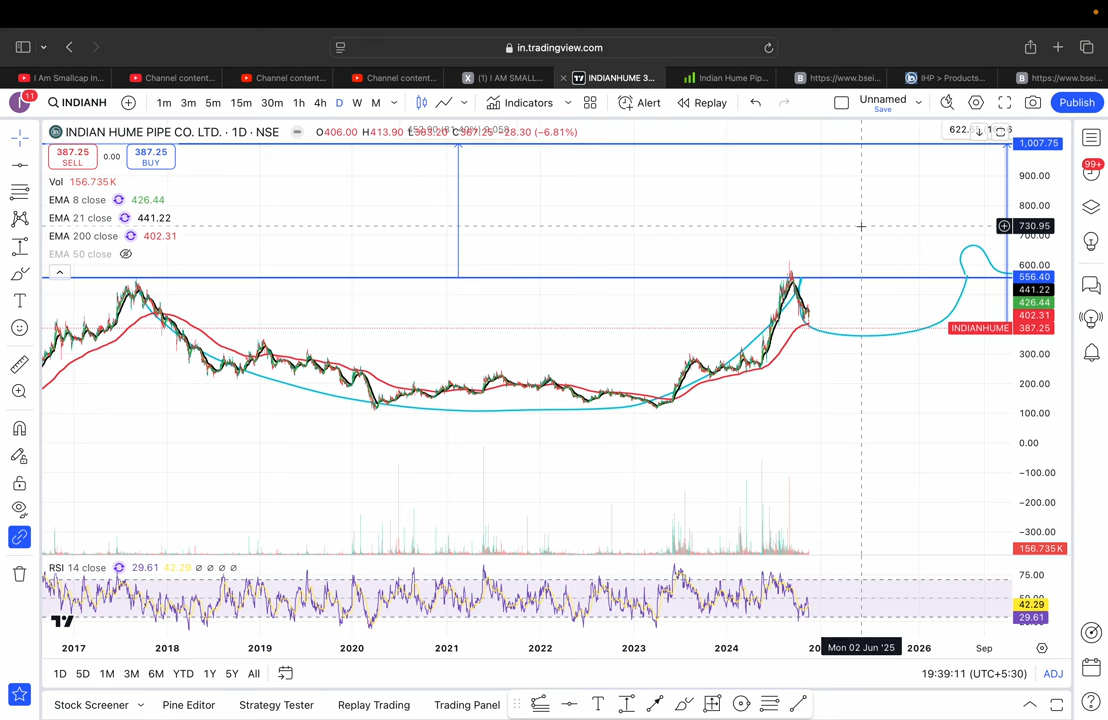 in.tradingview.com
I Am Smallcap In...
Channel content...
Channel content...
Channel content...
(1) I AM SMALL...
INDIANHUME 3...
Indian Hume Pip...
https://www.bsei...
IHP > Products...
https://www.bsei...
11
INDIANH
1m 3m 5m 15m 30m 1h 4h D W M
Indicators
Alert
Replay
Unnamed
Save
Publish
INDIAN HUME PIPE CO. LTD. · 1D · NSE
O406.00 H413.90
−28.30 (−6.81%)
387.25
SELL
0.00
387.25
BUY
Vol 156.735K
EMA 8 close 426.44
EMA 21 close 441.22
EMA 200 close 402.31
EMA 50 close
1,007.75
900.00
800.00
730.95
700.00
600.00
556.40
441.22
426.44
402.31
INDIANHUME 387.25
300.00
200.00
100.00
0.00
−100.00
−200.00
−300.00
156.735K
99+
RSI 14 close 29.61 42.29 ∅ ∅ ∅ ∅
75.00
42.29
29.61
2017 2018 2019 2020 2021 2022 2023 2024 Mon 02 Jun '25 2026 Sep
1D 5D 1M 3M 6M YTD 1Y 5Y All
19:39:11 (UTC+5:30) ADJ
Stock Screener Pine Editor Strategy Tester Replay Trading Trading Panel